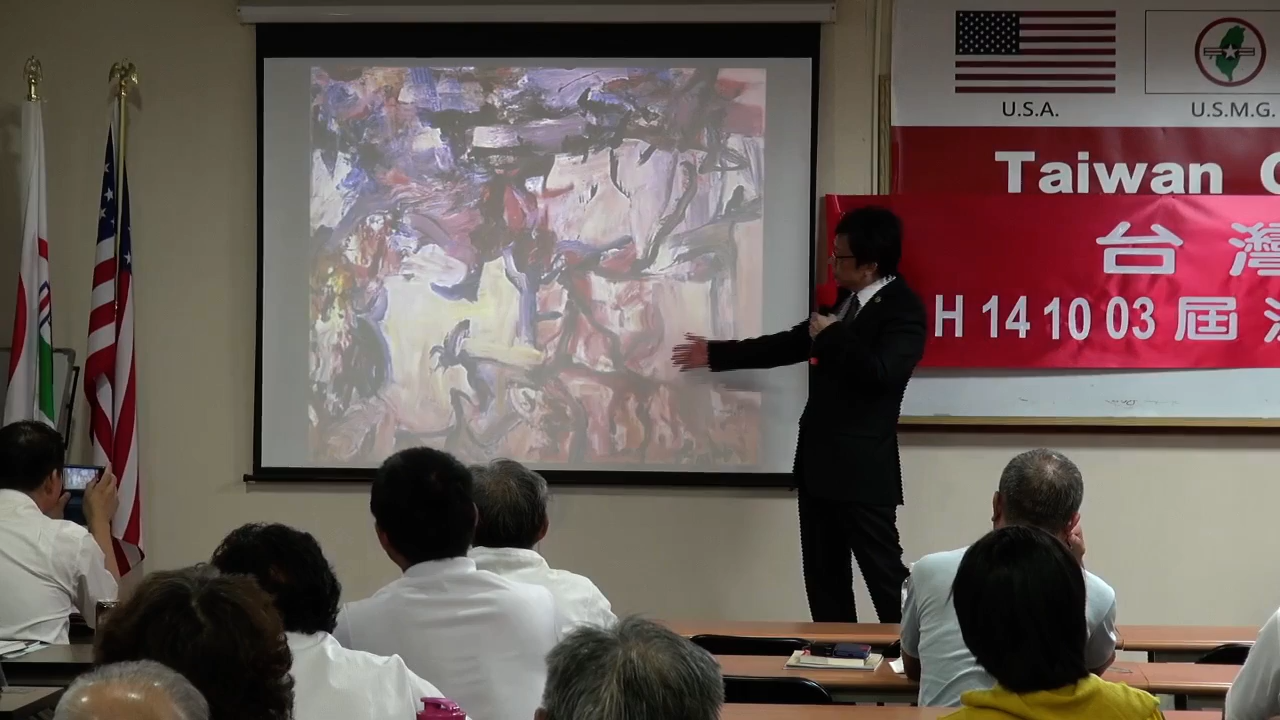 U.S.A.
U.S.M.G.
Taiwan C
台 灣
H 14 10 03 屆